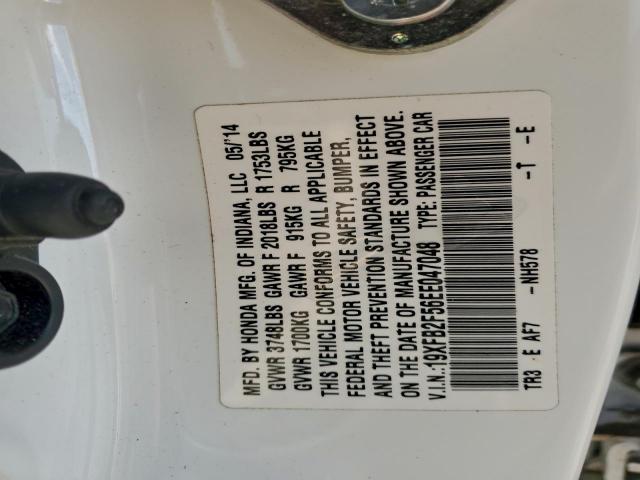 MFD. BY HONDA MFG. OF INDIANA, LLC 05/'14
GVWR 3748LBS GAWR F 2018LBS R 1753LBS
GVWR 1700KG GAWR F 915KG R 795KG
THIS VEHICLE CONFORMS TO ALL APPLICABLE
FEDERAL MOTOR VEHICLE SAFETY, BUMPER,
AND THEFT PREVENTION STANDARDS IN EFFECT
ON THE DATE OF MANUFACTURE SHOWN ABOVE.
V.I.N.:19XFB2F56EE047048 TYPE: PASSENGER CAR
TR3 E AF7 -NH578 -T -E